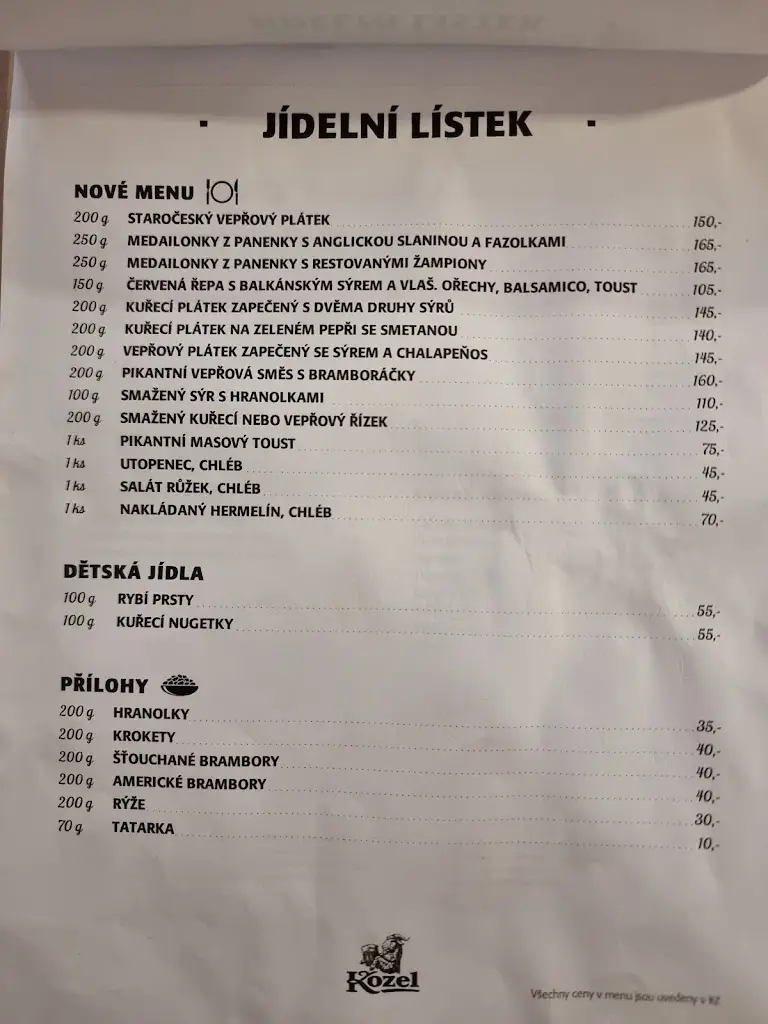 JÍDELNÍ LÍSTEK
NOVÉ MENU
200 g STAROČESKÝ VEPŘOVÝ PLÁTEK 150,-
250 g MEDAILONKY Z PANENKY S ANGLICKOU SLANINOU A FAZOLKAMI 165,-
250 g MEDAILONKY Z PANENKY S RESTOVANÝMI ŽAMPIONY 165,-
150 g ČERVENÁ ŘEPA S BALKÁNSKÝM SÝREM A VLAŠ. OŘECHY, BALSAMICO, TOUST 105,-
200 g KUŘECÍ PLÁTEK ZAPEČENÝ S DVĚMA DRUHY SÝRŮ 145,-
200 g KUŘECÍ PLÁTEK NA ZELENÉM PEPŘI SE SMETANOU 140,-
200 g VEPŘOVÝ PLÁTEK ZAPEČENÝ SE SÝREM A CHALAPEŇOS 145,-
200 g PIKANTNÍ VEPŘOVÁ SMĚS S BRAMBORÁČKY 160,-
100 g SMAŽENÝ SÝR S HRANOLKAMI 110,-
200 g SMAŽENÝ KUŘECÍ NEBO VEPŘOVÝ ŘÍZEK 125,-
1 ks PIKANTNÍ MASOVÝ TOUST 75,-
1 ks UTOPENEC, CHLÉB 45,-
1 ks SALÁT RŮŽEK, CHLÉB 45,-
1 ks NAKLÁDANÝ HERMELÍN, CHLÉB 70,-
DĚTSKÁ JÍDLA
100 g RYBÍ PRSTY 55,-
100 g KUŘECÍ NUGETKY 55,-
PŘÍLOHY
200 g HRANOLKY 35,-
200 g KROKETY 40,-
200 g ŠŤOUCHANÉ BRAMBORY 40,-
200 g AMERICKÉ BRAMBORY 40,-
200 g RÝŽE 30,-
70 g TATARKA 10,-
Kozel
Všechny ceny v menu jsou uvedeny v Kč